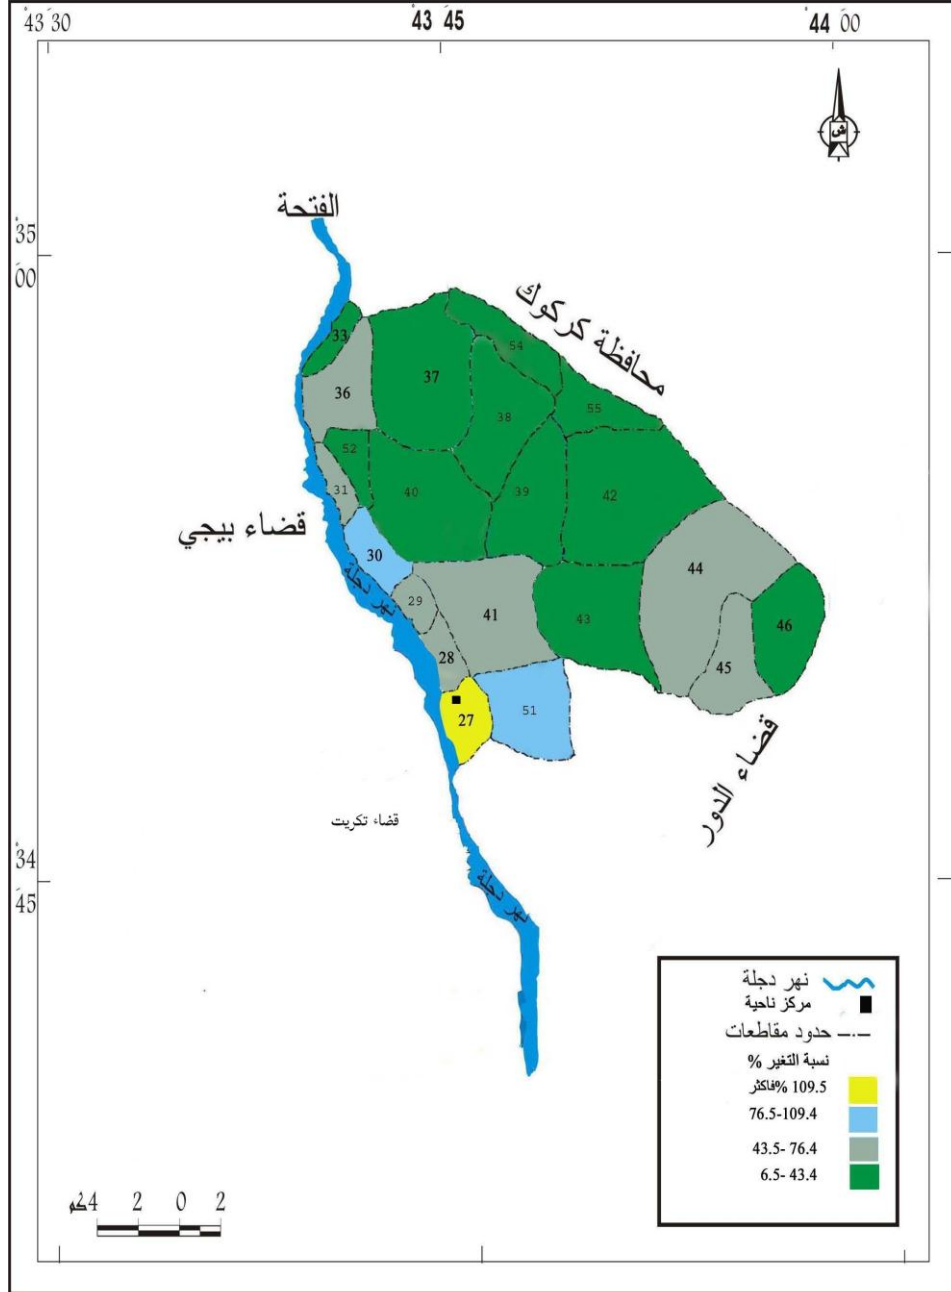 43 30
43 45
44 00
ش
الفتحة
35
00
محافظة كركوك
33
54
37
36
38
55
52
31
40
39
42
قضاء بيجي
30
نهر دجلة
44
29
41
43
46
28
45
27
51
قضاء الدور
قضاء تكريت
34
45
نهر دجلة
نهر دجلة
مركز ناحية
حدود مقاطعات
نسبة التغير %
109.5 %فاكثر
76.5-109.4
43.5- 76.4
6.5- 43.4
2 0 2 4كم